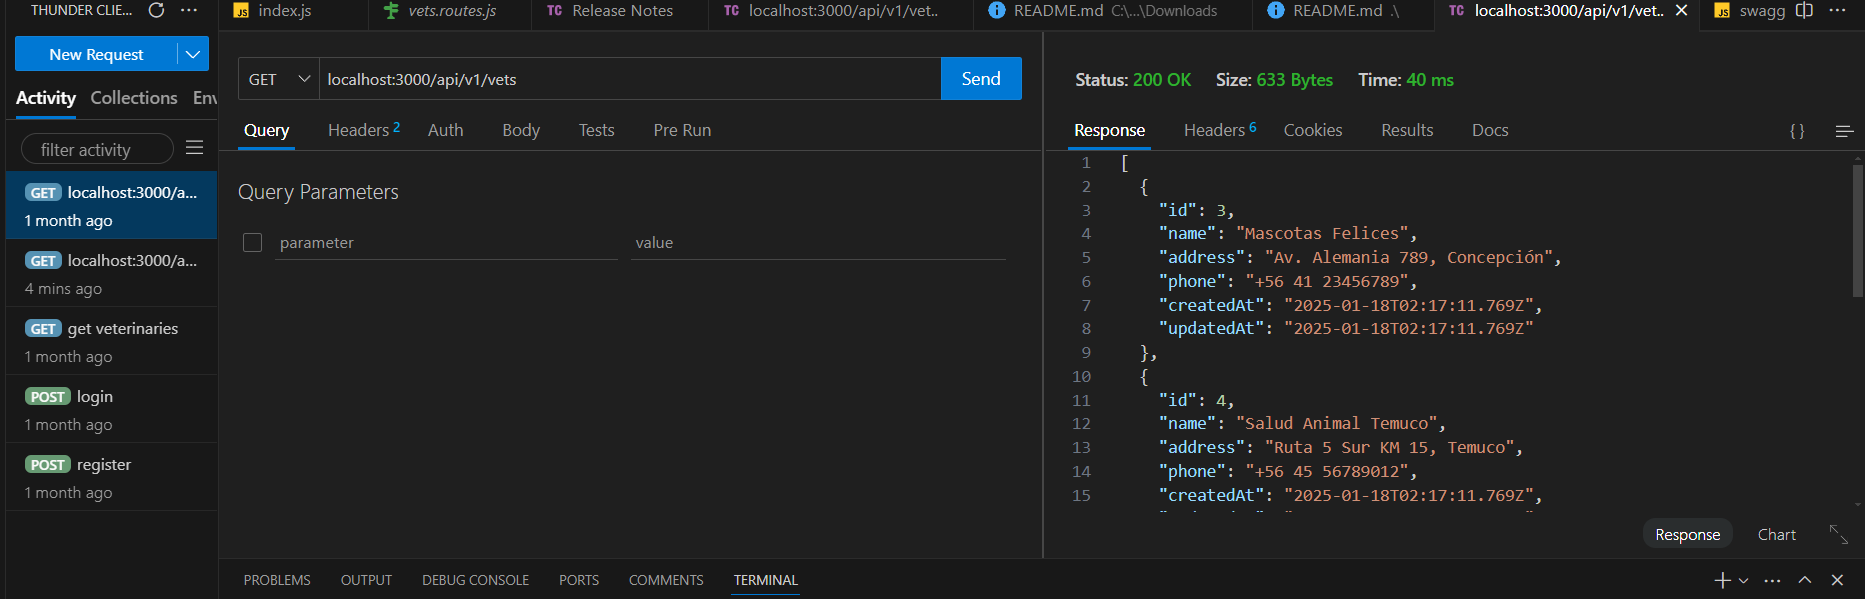 THUNDER CLIE...
index.js
vets.routes.js
TC Release Notes
TC localhost:3000/api/v1/vet..
README.md C:\...\Downloads
README.md .\
TC localhost:3000/api/v1/vet..
JS swagg
New Request
Activity Collections Env
filter activity
GET localhost:3000/a...
1 month ago
GET localhost:3000/a...
4 mins ago
GET get veterinaries
1 month ago
POST login
1 month ago
POST register
1 month ago
GET localhost:3000/api/v1/vets Send
Query Headers 2 Auth Body Tests Pre Run
Query Parameters
parameter value
Status: 200 OK Size: 633 Bytes Time: 40 ms
Response Headers 6 Cookies Results Docs {}
1 [
2 {
3 "id": 3,
4 "name": "Mascotas Felices",
5 "address": "Av. Alemania 789, Concepción",
6 "phone": "+56 41 23456789",
7 "createdAt": "2025-01-18T02:17:11.769Z",
8 "updatedAt": "2025-01-18T02:17:11.769Z"
9 },
10 {
11 "id": 4,
12 "name": "Salud Animal Temuco",
13 "address": "Ruta 5 Sur KM 15, Temuco",
14 "phone": "+56 45 56789012",
15 "createdAt": "2025-01-18T02:17:11.769Z",
Response Chart
PROBLEMS OUTPUT DEBUG CONSOLE PORTS COMMENTS TERMINAL